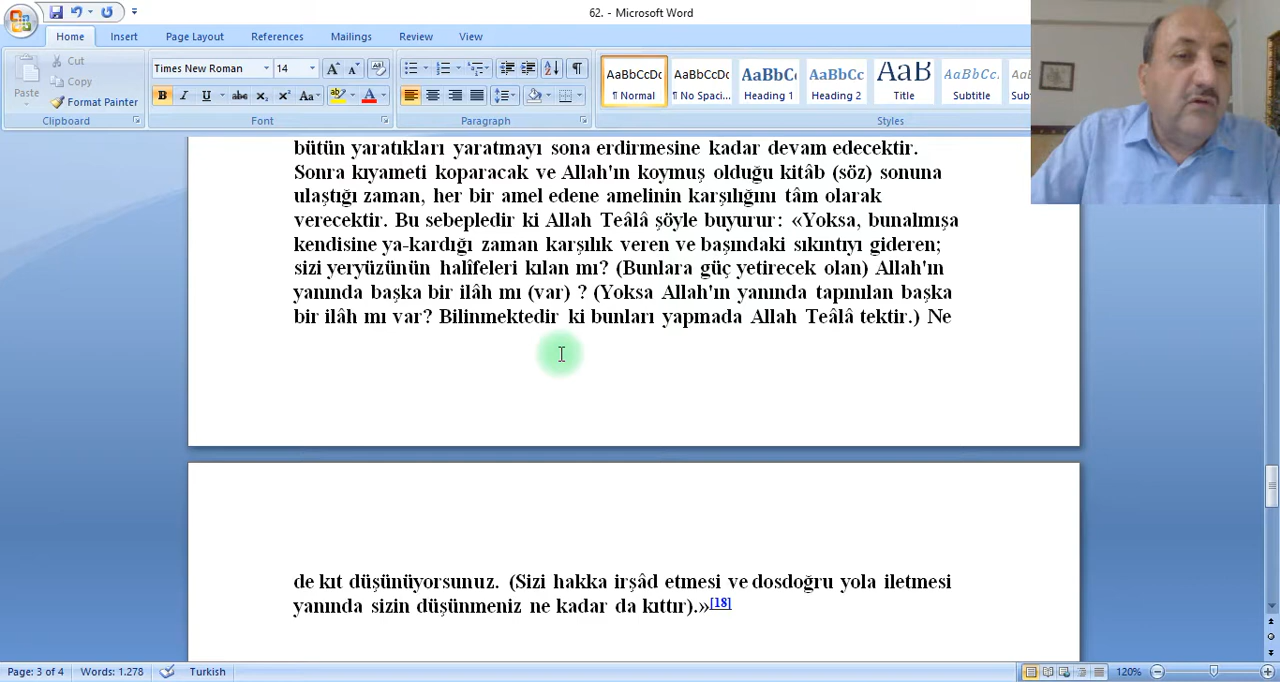 62. - Microsoft Word
Home Insert Page Layout References Mailings Review View
Paste
Cut
Copy
Format Painter
Clipboard
Times New Roman 14
B I U abc x₂ x² Aa
Font
Paragraph
AaBbCcDc AaBbCcDc AaBbC AaBbCc AaB AaBbCc.
¶ Normal ¶ No Spaci... Heading 1 Heading 2 Title Subtitle
Styles
bütün yaratıkları yaratmayı sona erdirmesine kadar devam edecektir.
Sonra kıyameti koparacak ve Allah'ın koymuş olduğu kitâb (söz) sonuna
ulaştığı zaman, her bir amel edene amelinin karşılığını tâm olarak
verecektir. Bu sebepledir ki Allah Teâlâ şöyle buyurur: «Yoksa, bunalmışa
kendisine ya-kardığı zaman karşılık veren ve başındaki sıkıntıyı gideren;
sizi yeryüzünün halîfeleri kılan mı? (Bunlara güç yetirecek olan) Allah'ın
yanında başka bir ilâh mı (var) ? (Yoksa Allah'ın yanında tapınılan başka
bir ilâh mı var? Bilinmektedir ki bunları yapmada Allah Teâlâ tektir.) Ne
de kıt düşünüyorsunuz. (Sizi hakka irşâd etmesi ve dosdoğru yola iletmesi
yanında sizin düşünmeniz ne kadar da kıttır).»[18]
Page: 3 of 4 Words: 1.278 Turkish 120%